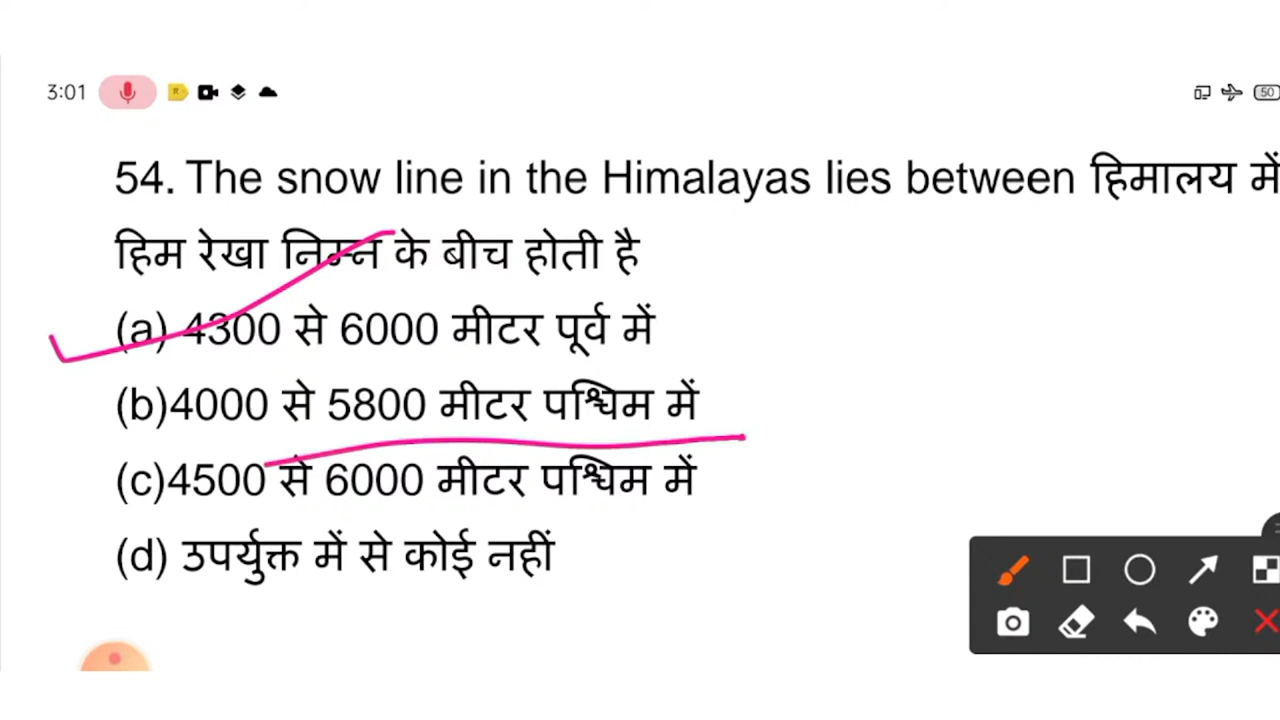 3:01
R
50
54. The snow line in the Himalayas lies between हिमालय में
हिम रेखा निम्न के बीच होती है
(a) 4300 से 6000 मीटर पूर्व में
(b)4000 से 5800 मीटर पश्चिम में
(c)4500 से 6000 मीटर पश्चिम में
(d) उपर्युक्त में से कोई नहीं